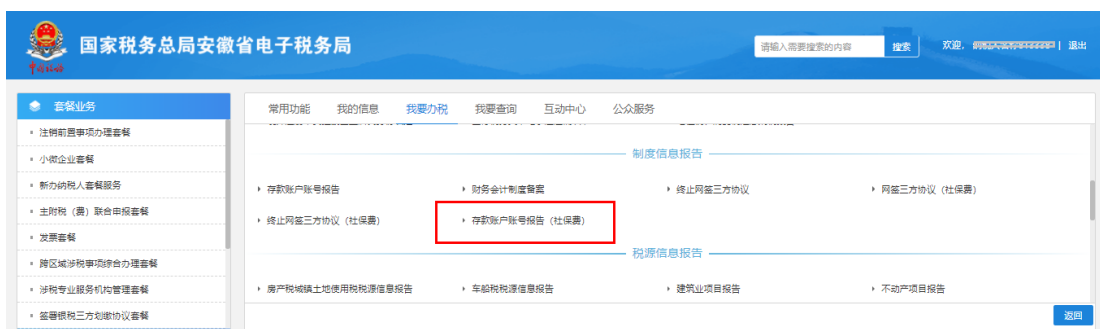 国家税务总局安徽省电子税务局
请输入需要搜索的内容
搜索
欢迎,
| 退出
中国税务
套餐业务
注销前置事项办理套餐
小微企业套餐
新办纳税人套餐服务
主附税（费）联合申报套餐
发票套餐
跨区域涉税事项综合办理套餐
涉税专业服务机构管理套餐
签署银税三方划缴协议套餐
常用功能 我的信息 我要办税 我要查询 互动中心 公众服务
制度信息报告
存款账户账号报告 财务会计制度备案 终止网签三方协议 网签三方协议（社保费）
终止网签三方协议（社保费） 存款账户账号报告（社保费）
税源信息报告
房产税城镇土地使用税税源信息报告 车船税税源信息报告 建筑业项目报告 不动产项目报告
返回